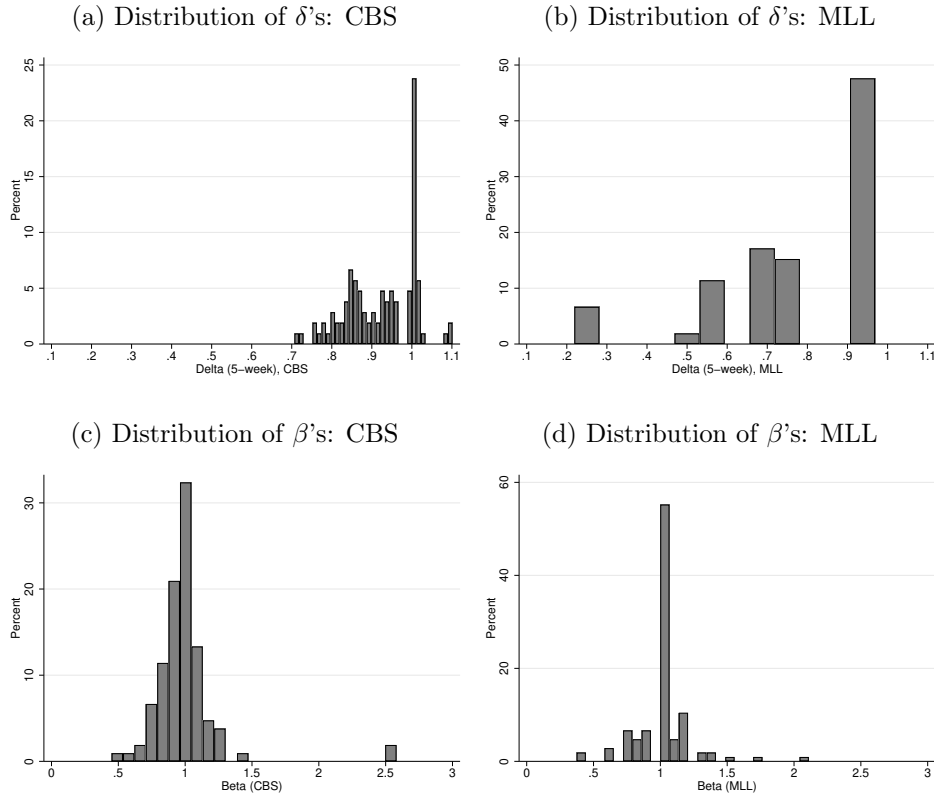 (a) Distribution of δ's: CBS
(b) Distribution of δ's: MLL
Percent
0 5 10 15 20 25
.1 .2 .3 .4 .5 .6 .7 .8 .9 1 1.1
Delta (5−week), CBS
Percent
0 10 20 30 40 50
.1 .2 .3 .4 .5 .6 .7 .8 .9 1 1.1
Delta (5−week), MLL
(c) Distribution of β's: CBS
(d) Distribution of β's: MLL
Percent
0 10 20 30
0 .5 1 1.5 2 2.5 3
Beta (CBS)
Percent
0 20 40 60
0 .5 1 1.5 2 2.5 3
Beta (MLL)